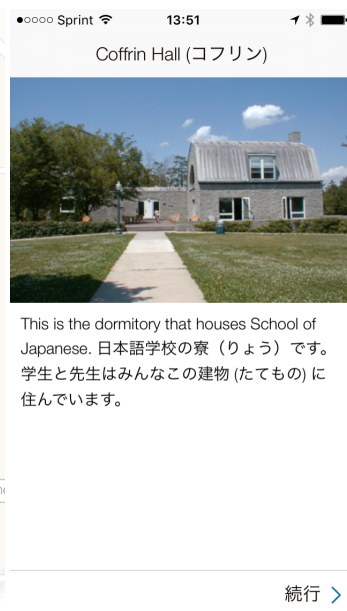 ●○○○○ Sprint 13:51
Coffrin Hall (コフリン)
This is the dormitory that houses School of
Japanese. 日本語学校の寮（りょう）です。
学生と先生はみんなこの建物 (たてもの) に
住んでいます。
続行